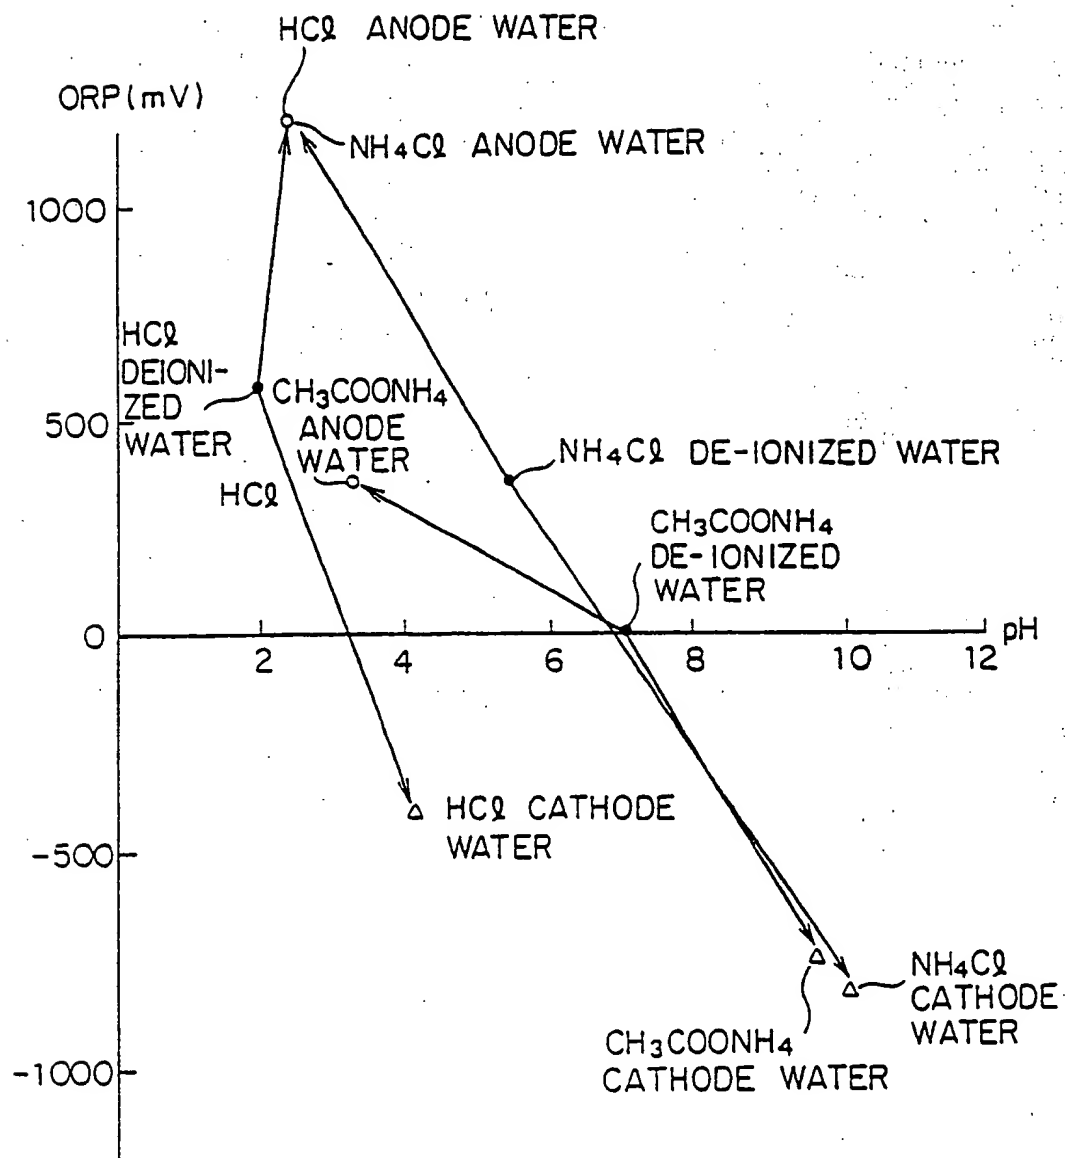 HCl ANODE WATER
ORP(mV)
NH4Cl ANODE WATER
1000
HCl
DEIONI-
ZED
WATER
CH3COONH4
ANODE
WATER
500
NH4Cl DE-IONIZED WATER
HCl
CH3COONH4
DE-IONIZED
WATER
0
pH
2
4
6
8
10
12
HCl CATHODE
WATER
-500
NH4Cl
CATHODE
WATER
CH3COONH4
CATHODE WATER
-1000